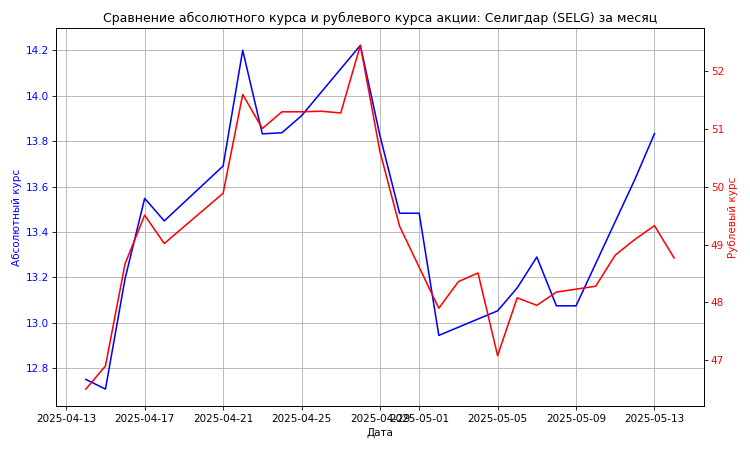 Сравнение абсолютного курса и рублевого курса акции: Селигдар (SELG) за месяц
Абсолютный курс
14.2
14.0
13.8
13.6
13.4
13.2
13.0
12.8
52
51
50
49
48
47
Рублевый курс
2025-04-13 2025-04-17 2025-04-21 2025-04-25 2025-04-29 2025-05-01 2025-05-05 2025-05-09 2025-05-13
Дата